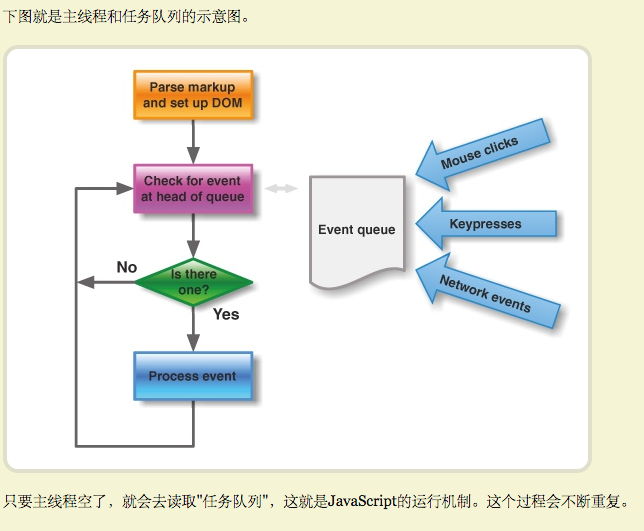 下图就是主线程和任务队列的示意图。
Parse markup
and set up DOM
Check for event
at head of queue
Is there
one?
No
Yes
Process event
Event queue
Mouse clicks
Keypresses
Network events
只要主线程空了，就会去读取"任务队列"，这就是JavaScript的运行机制。这个过程会不断重复。